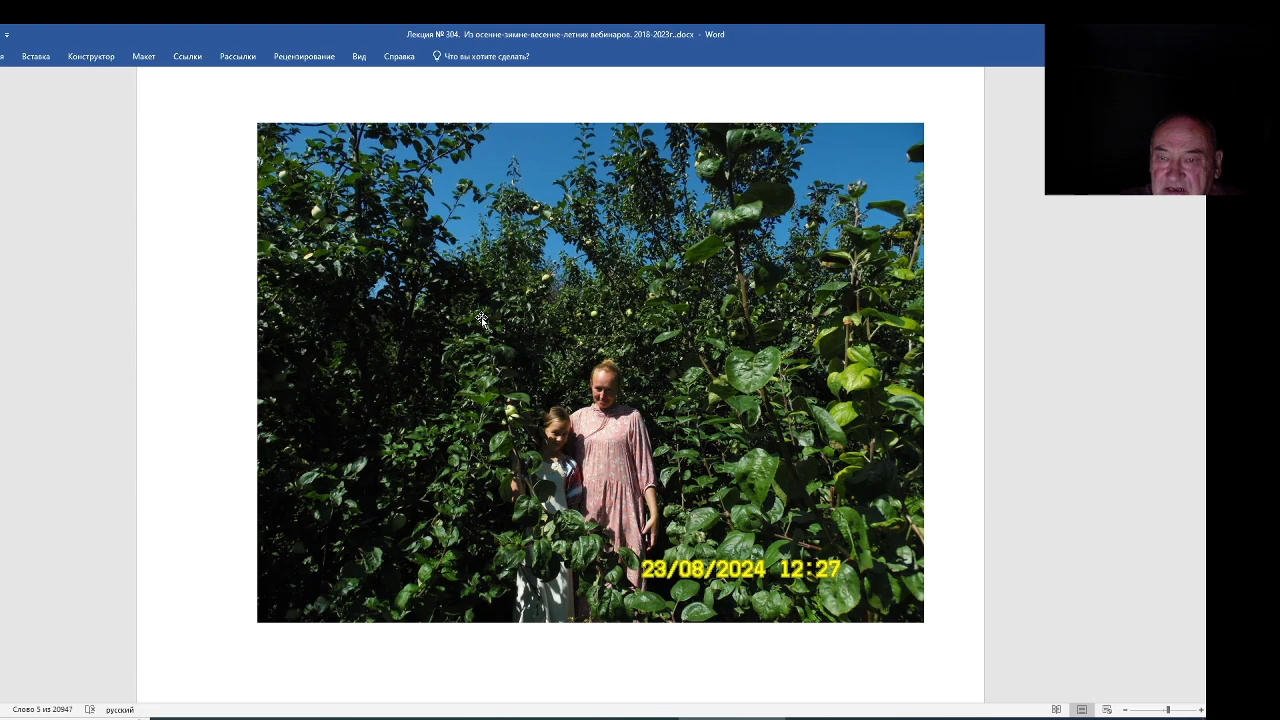 Лекция № 304. Из осенне-зимне-весенне-летних вебинаров. 2018-2023г..docx - Word
я Вставка Конструктор Макет Ссылки Рассылки Рецензирование Вид Справка Что вы хотите сделать?
23/08/2024 12:27
Слово 5 из 20947 русский